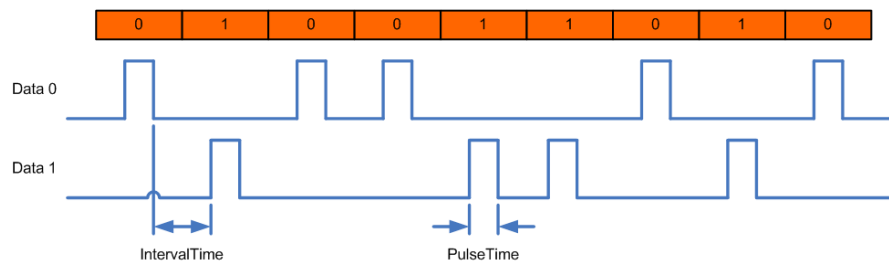 0 1 0 0 1 1 0 1 0
Data 0
Data 1
IntervalTime PulseTime